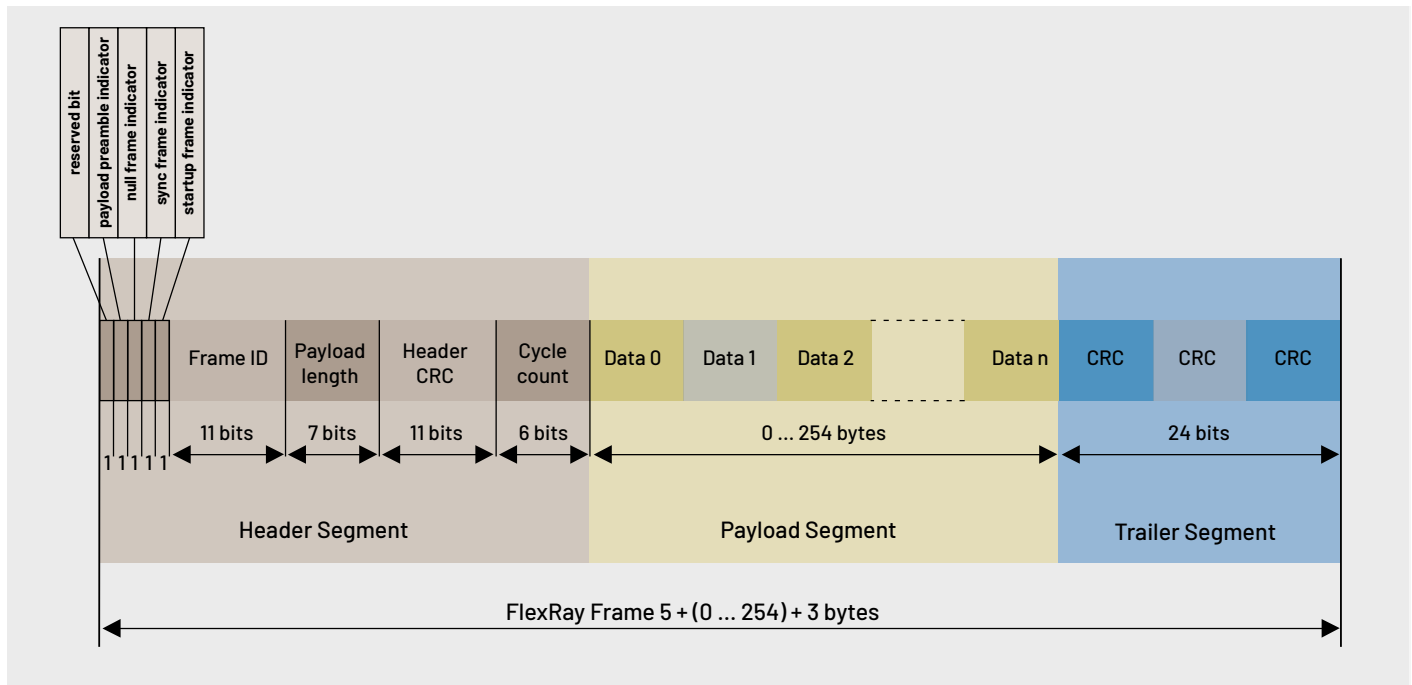 reserved bit
payload preamble indicator
null frame indicator
sync frame indicator
startup frame indicator
Frame ID
Payload
length
Header
CRC
Cycle
count
Data 0
Data 1
Data 2
Data n
CRC
CRC
CRC
1 1 1 1 1
11 bits
7 bits
11 bits
6 bits
0 ... 254 bytes
24 bits
Header Segment
Payload Segment
Trailer Segment
FlexRay Frame 5 + (0 ... 254) + 3 bytes